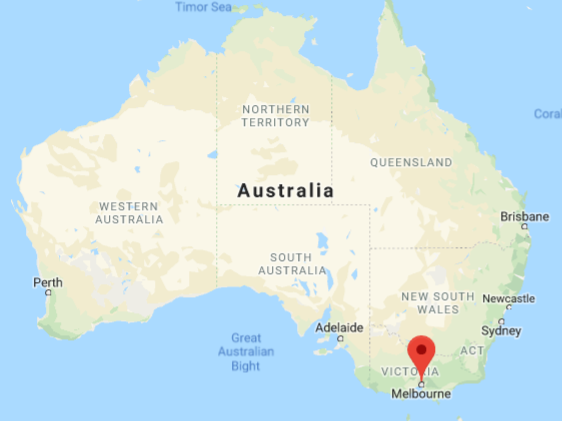 Timor Sea
NORTHERN
TERRITORY
Coral
QUEENSLAND
Australia
WESTERN
AUSTRALIA
Brisbane
SOUTH
AUSTRALIA
Perth
NEW SOUTH
WALES
Newcastle
Adelaide
Sydney
Great
Australian
Bight
ACT
VICTORIA
Melbourne